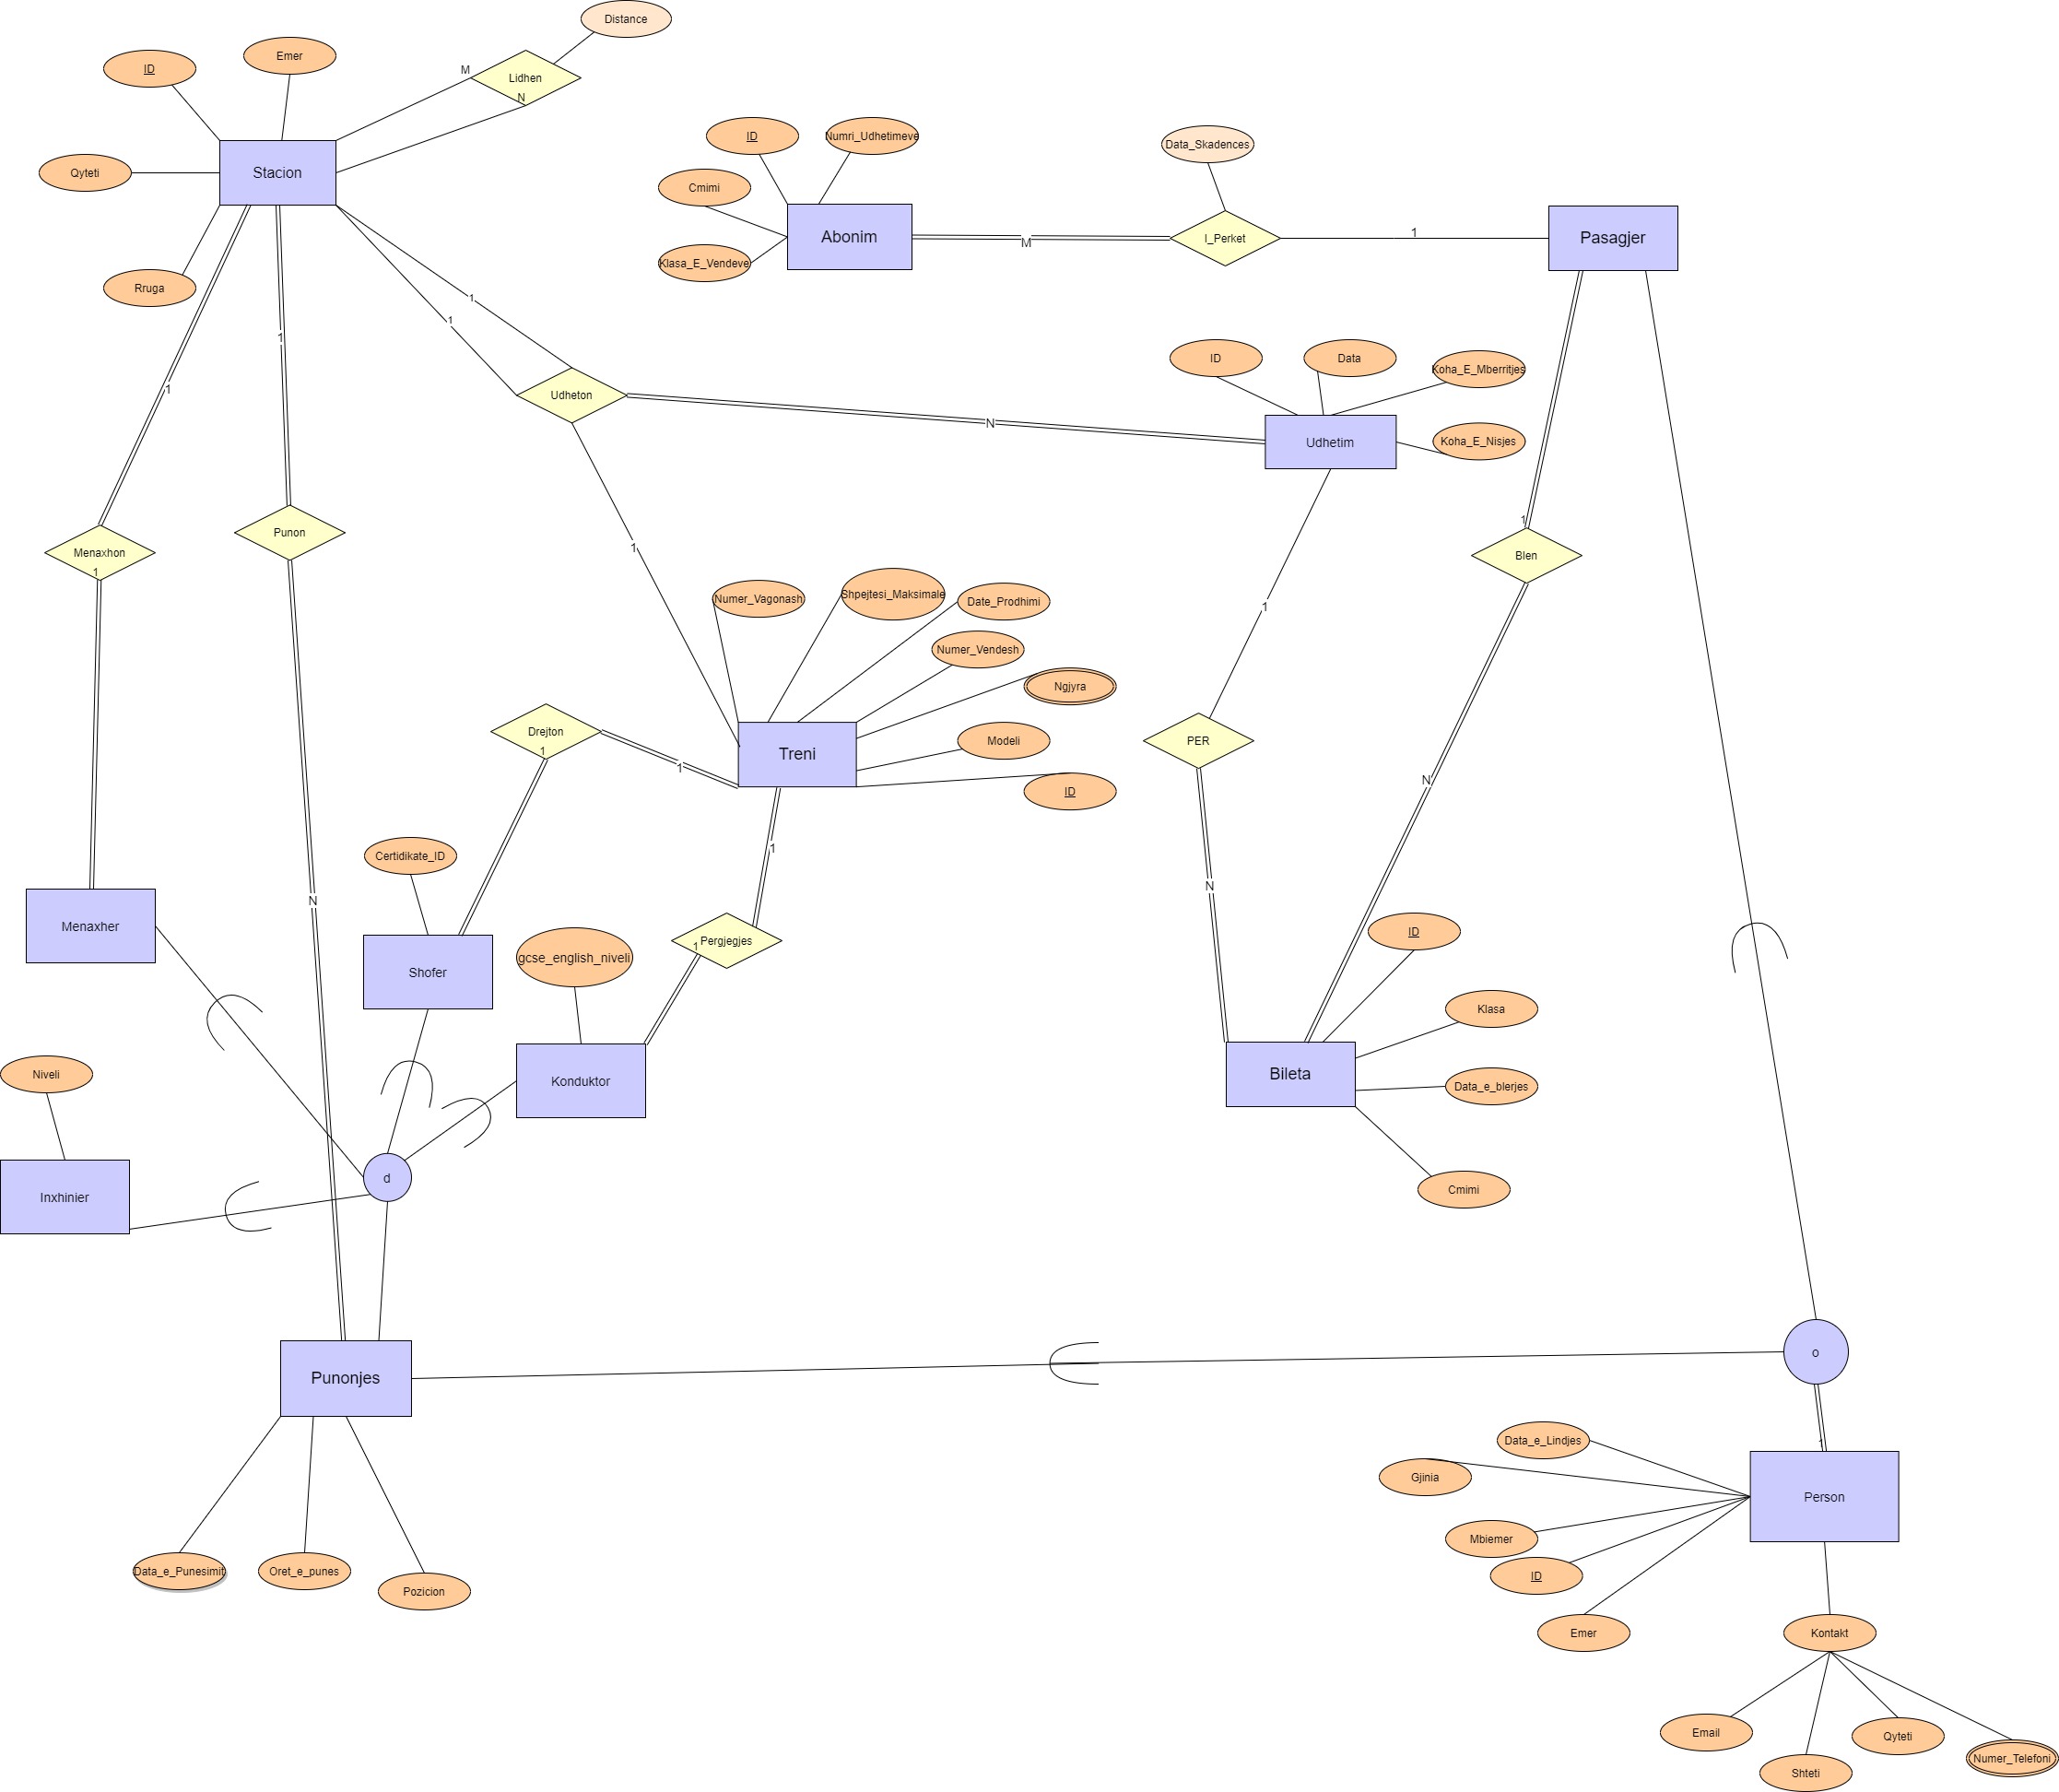 Distance
Emer
ID
M
Lidhen
N
ID
Numri_Udhetimeve
Data_Skadences
Qyteti
Stacion
Cmimi
Abonim
M
I_Perket
1
Pasagjer
Klasa_E_Vendeve
Rruga
1
1
1
ID
Data
Koha_E_Mberritjes
1
Udheton
N
Udhetim
Koha_E_Nisjes
Menaxhon
1
Punon
1
1
Blen
Numer_Vagonash
Shpejtesi_Maksimale
Date_Prodhimi
1
Numer_Vendesh
Ngjyra
Drejton
1
1
Treni
Modeli
ID
PER
N
Certidikate_ID
1
N
N
Menaxher
Shofer
gcse_english_niveli
1
Pergjegjes
ID
Klasa
Niveli
Konduktor
Bileta
Data_e_blerjes
Inxhinier
d
Cmimi
Punonjes
o
1
Data_e_Lindjes
Gjinia
Person
Mbiemer
ID
Data_e_Punesimit
Oret_e_punes
Pozicion
Emer
Kontakt
Email
Qyteti
Numer_Telefoni
Shteti